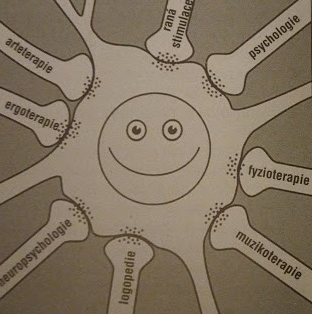 raná
stimulace
psychologie
fyzioterapie
muzikoterapie
logopedie
neuropsychologie
ergoterapie
arteterapie